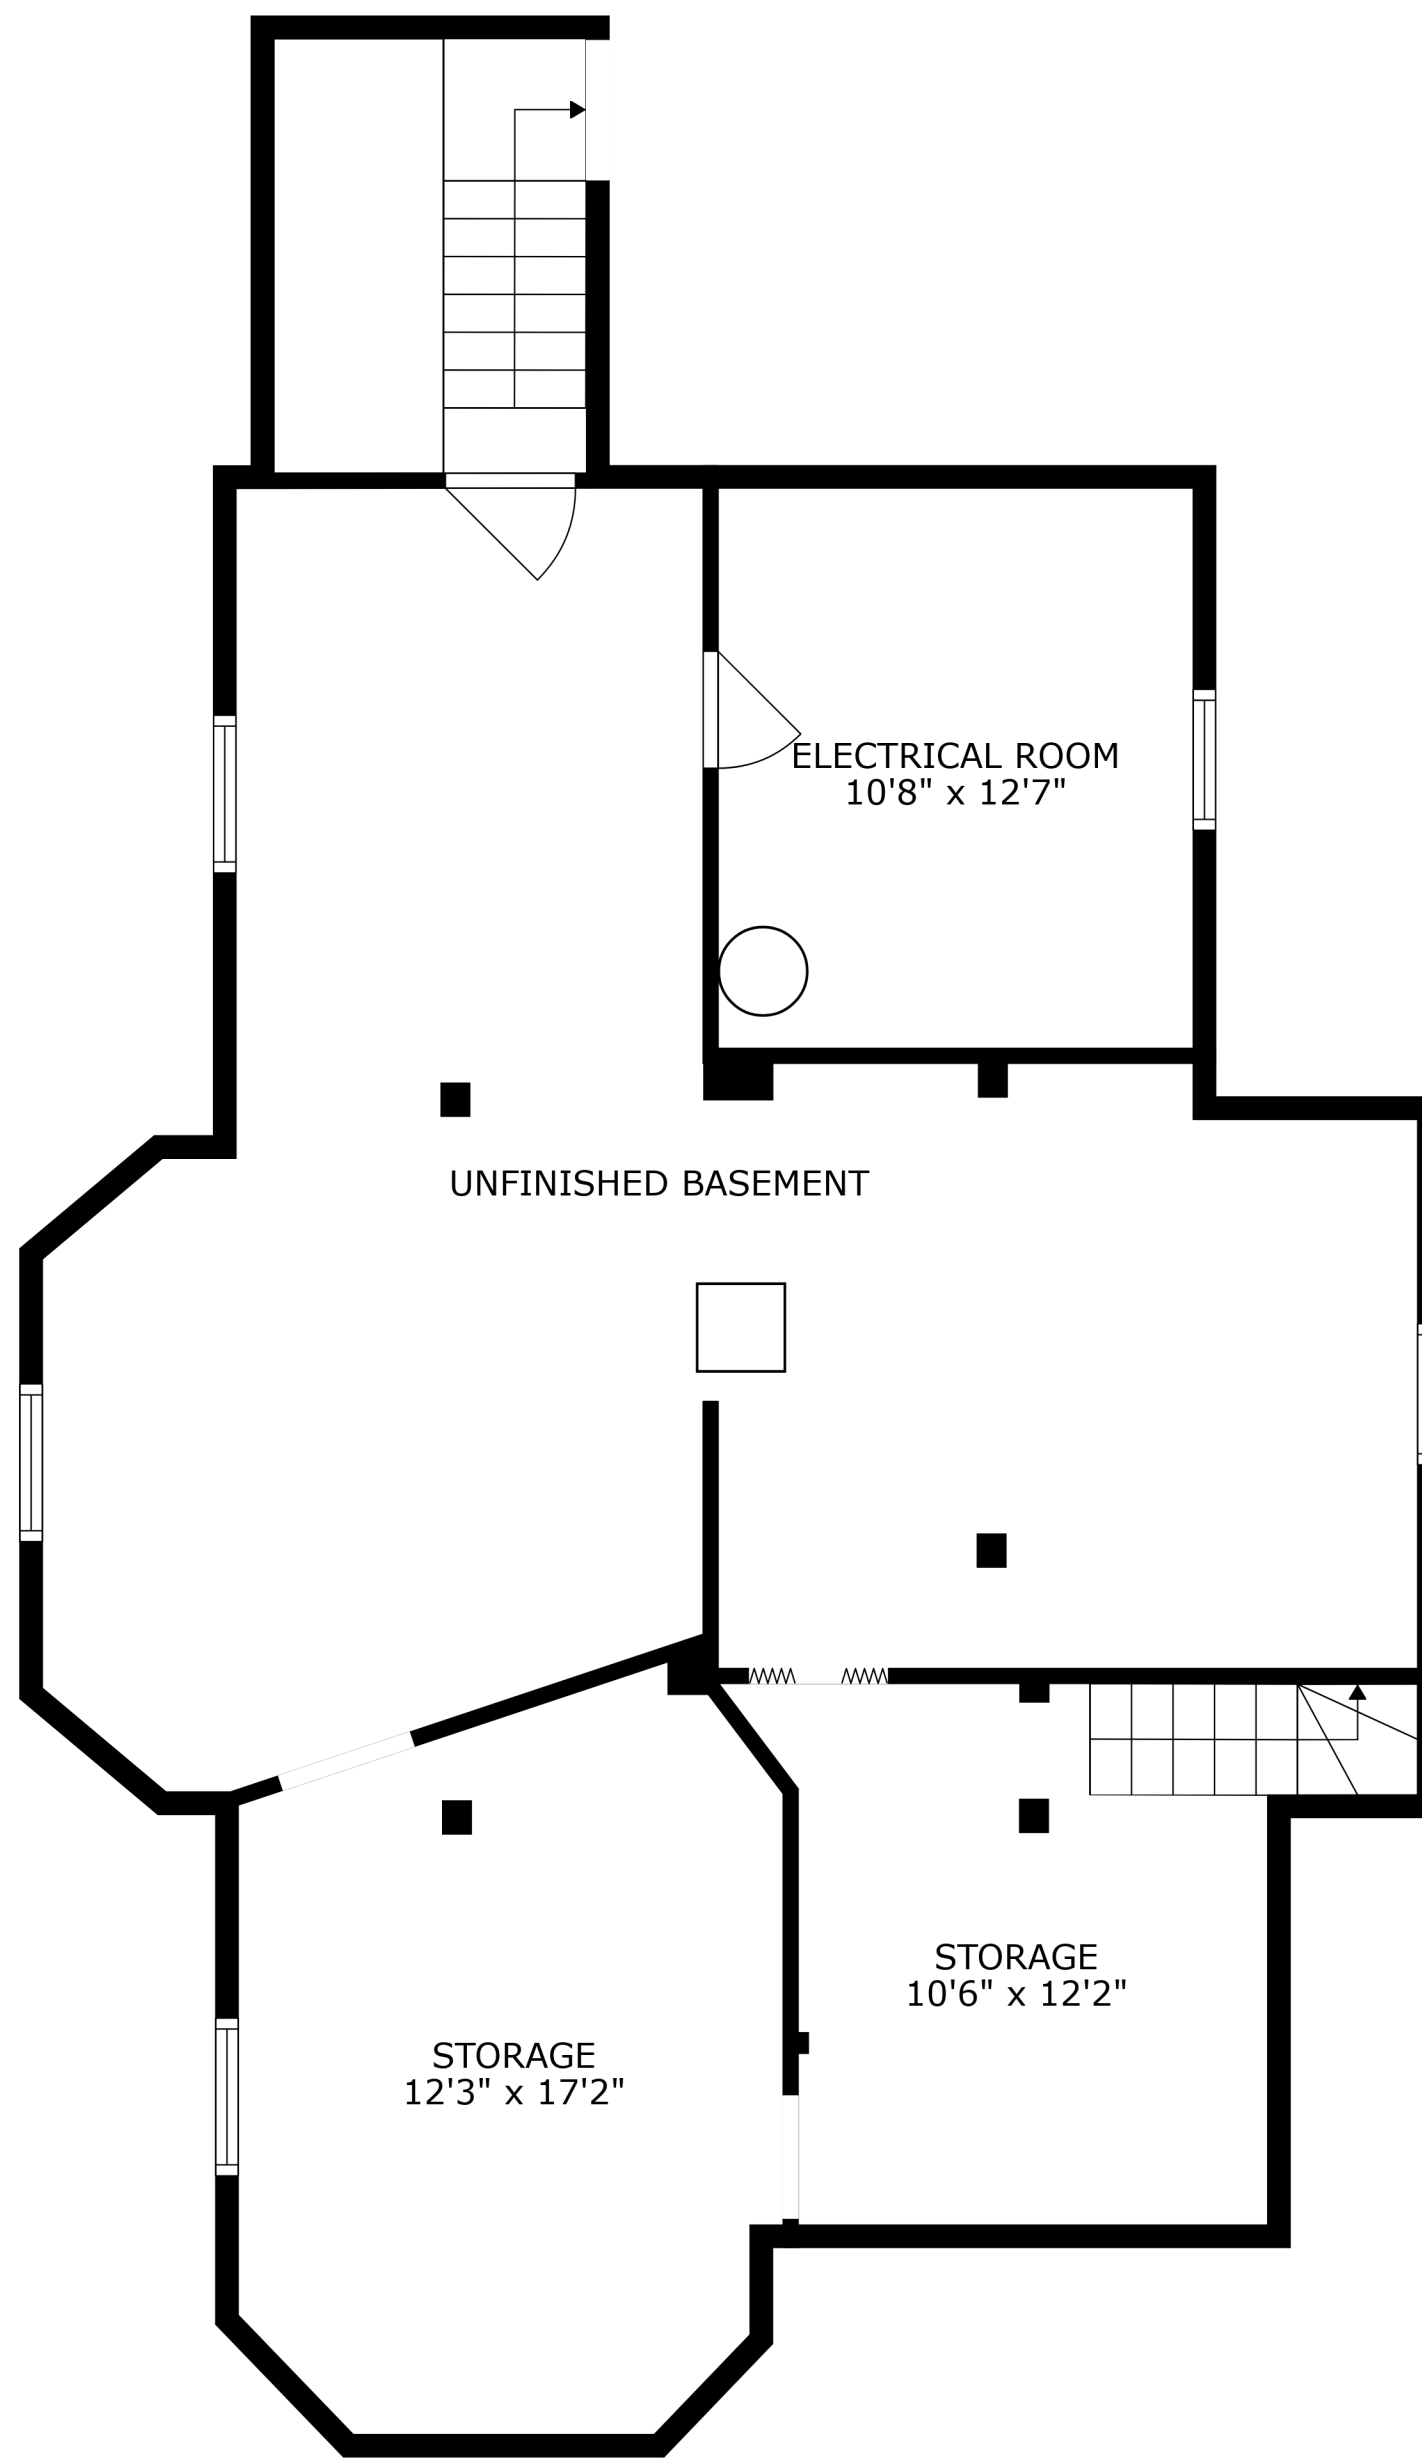 ELECTRICAL ROOM
10'8" x 12'7"
UNFINISHED BASEMENT
STORAGE
10'6" x 12'2"
STORAGE
12'3" x 17'2"